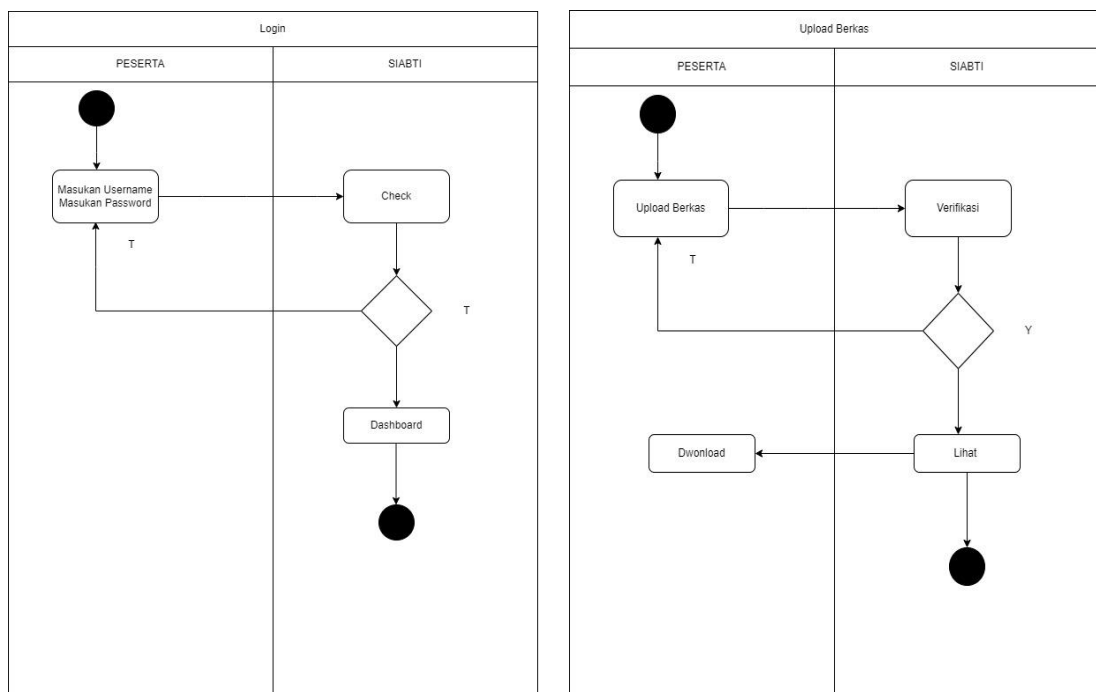 Login
PESERTA
SIABTI
Masukan Username
Masukan Password
Check
T
T
Dashboard
Upload Berkas
PESERTA
SIABTI
Upload Berkas
Verifikasi
T
Y
Dwonload
Lihat